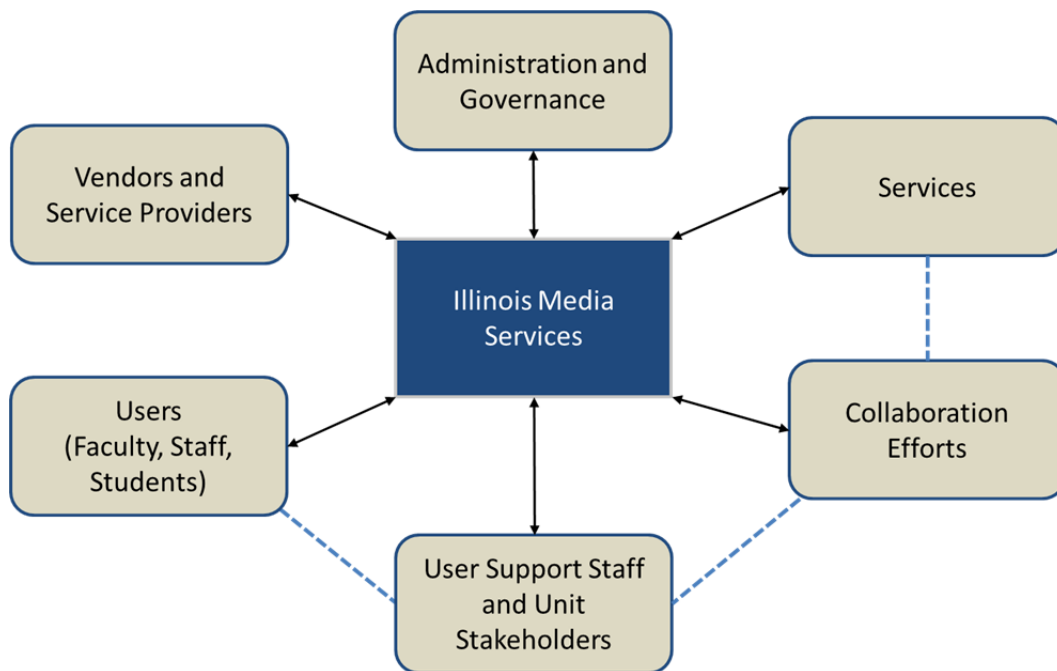 Administration and
Governance
Vendors and
Service Providers
Services
Illinois Media
Services
Users
(Faculty, Staff,
Students)
Collaboration
Efforts
User Support Staff
and Unit
Stakeholders